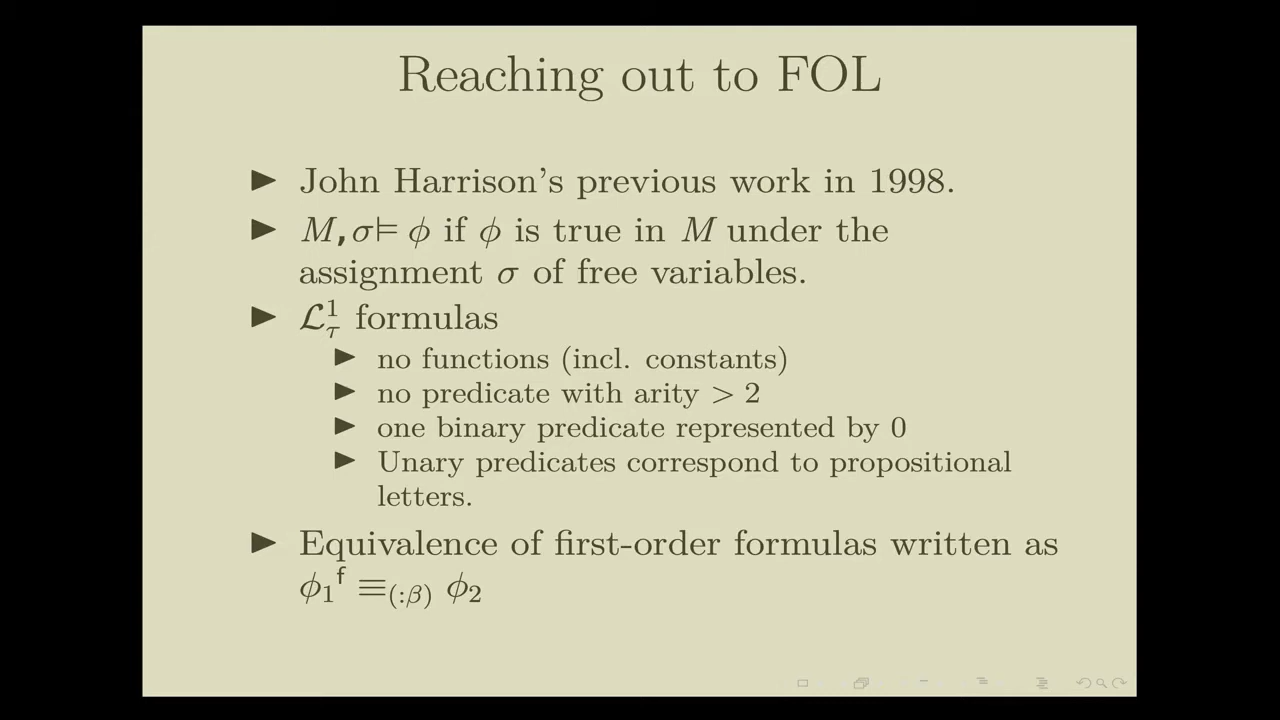 Reaching out to FOL
▶ John Harrison's previous work in 1998.
▶ M,σ⊨ ϕ if ϕ is true in M under the
assignment σ of free variables.
▶ ℒ¹_τ formulas
▶ no functions (incl. constants)
▶ no predicate with arity > 2
▶ one binary predicate represented by 0
▶ Unary predicates correspond to propositional
letters.
▶ Equivalence of first-order formulas written as
ϕ₁ ᶠ≡₍:β₎ ϕ₂